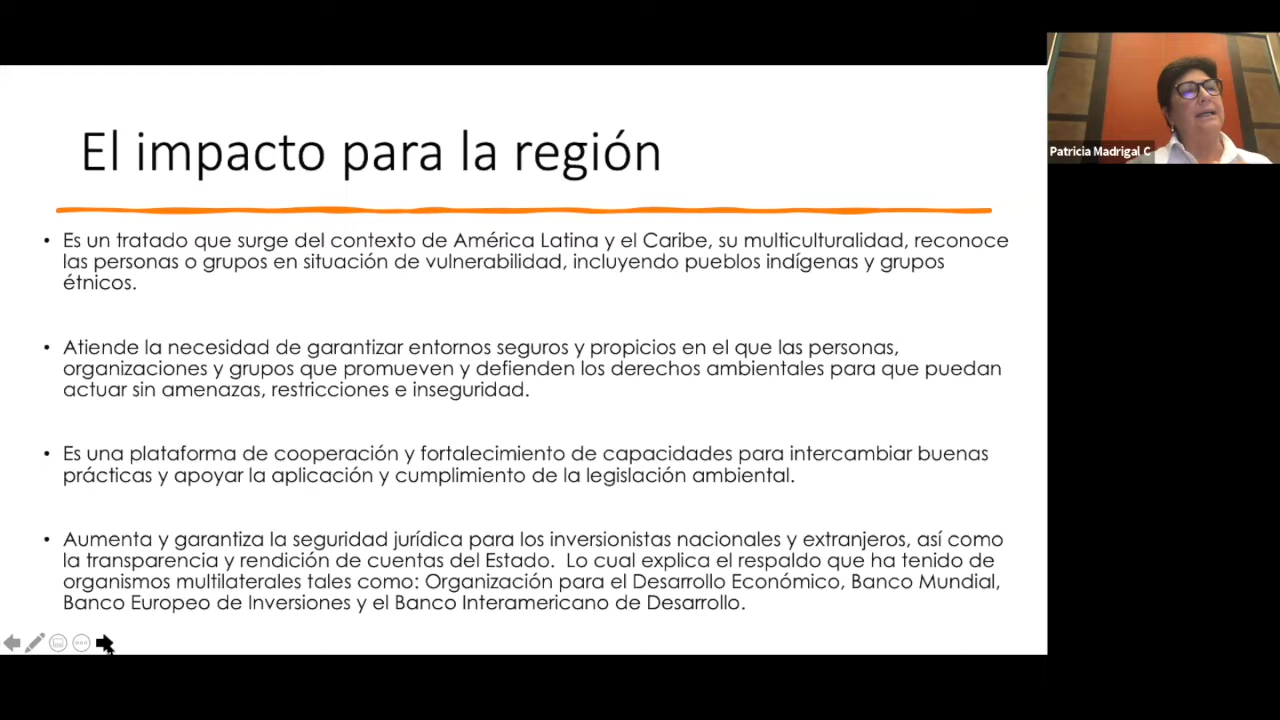 El impacto para la región
• Es un tratado que surge del contexto de América Latina y el Caribe, su multiculturalidad, reconoce
las personas o grupos en situación de vulnerabilidad, incluyendo pueblos indígenas y grupos
étnicos.
• Atiende la necesidad de garantizar entornos seguros y propicios en el que las personas,
organizaciones y grupos que promueven y defienden los derechos ambientales para que puedan
actuar sin amenazas, restricciones e inseguridad.
• Es una plataforma de cooperación y fortalecimiento de capacidades para intercambiar buenas
prácticas y apoyar la aplicación y cumplimiento de la legislación ambiental.
• Aumenta y garantiza la seguridad jurídica para los inversionistas nacionales y extranjeros, así como
la transparencia y rendición de cuentas del Estado.  Lo cual explica el respaldo que ha tenido de
organismos multilaterales tales como: Organización para el Desarrollo Económico, Banco Mundial,
Banco Europeo de Inversiones y el Banco Interamericano de Desarrollo.
Patricia Madrigal C